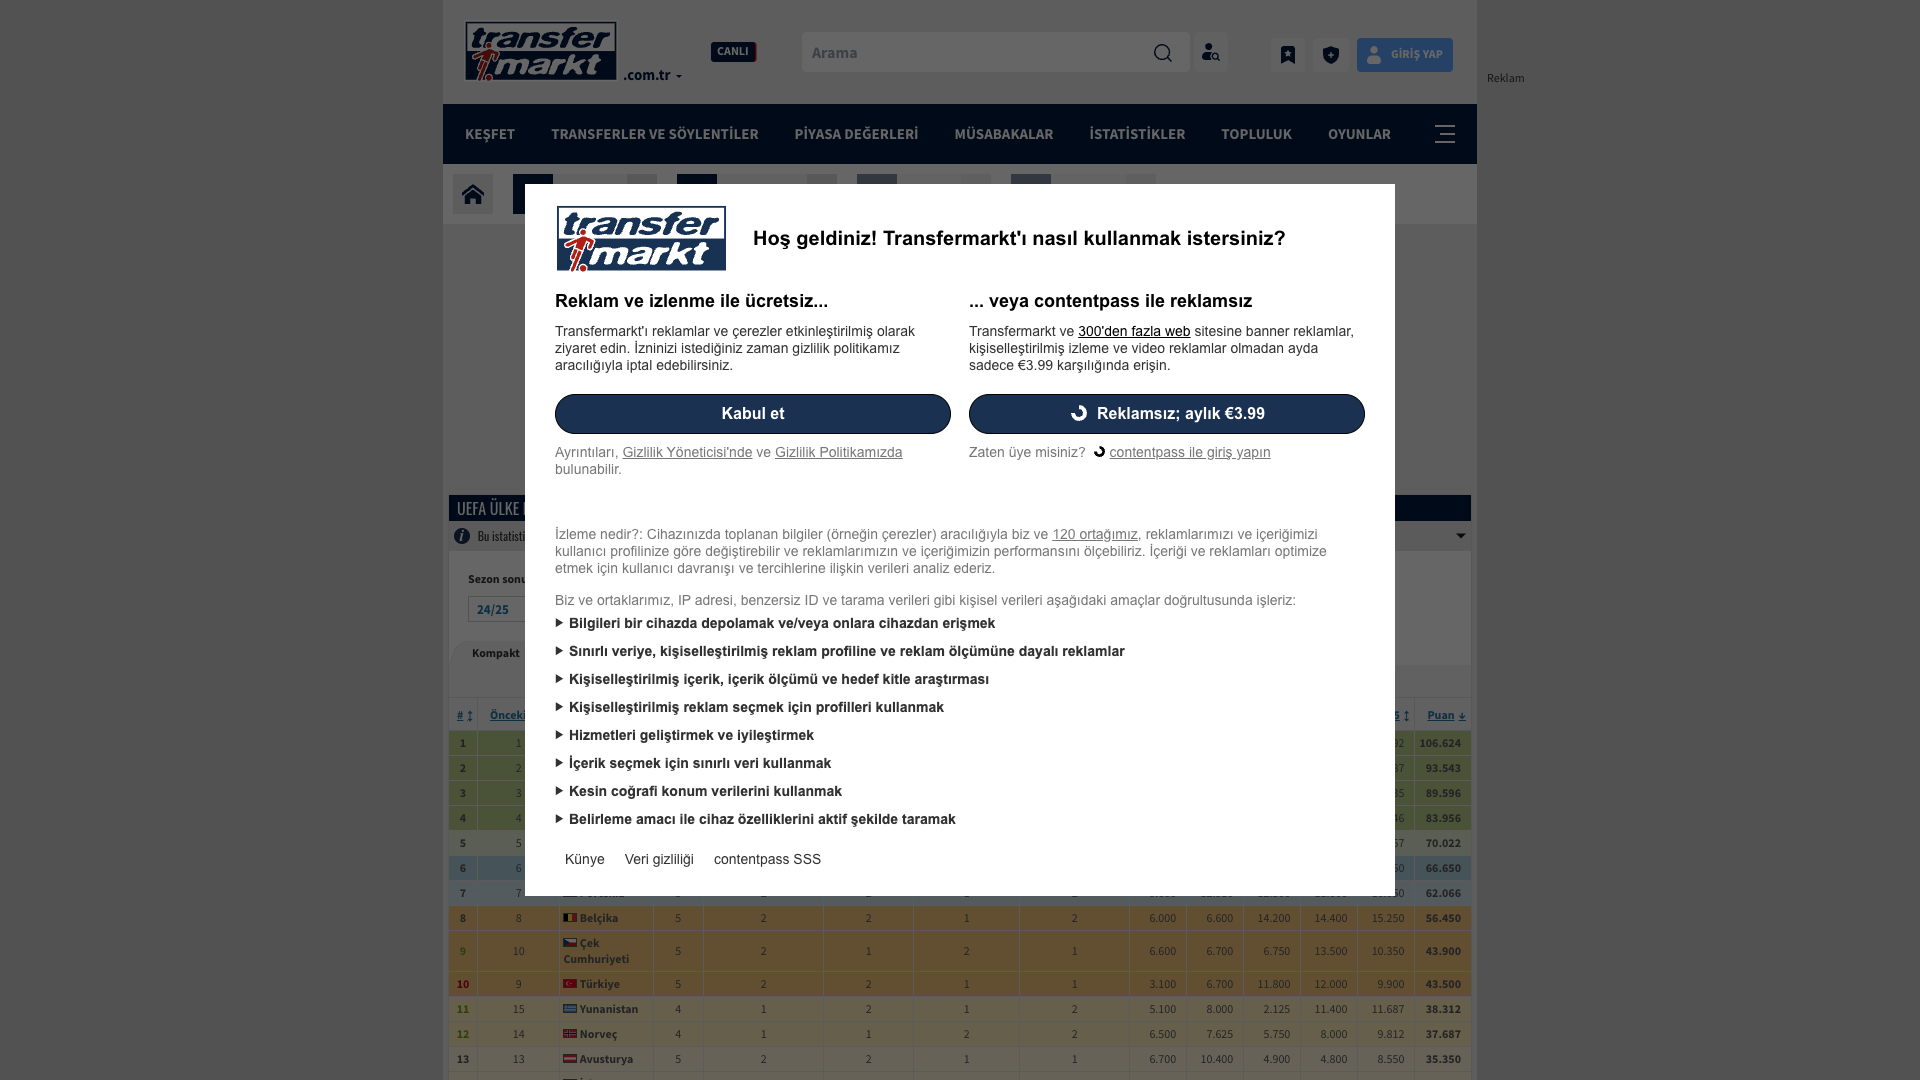 transfer
markt
.com.tr
CANLI
Arama
GİRİŞ YAP
Reklam
KEŞFET TRANSFERLER VE SÖYLENTİLER PİYASA DEĞERLERİ MÜSABAKALAR İSTATİSTİKLER TOPLULUK OYUNLAR
transfer
markt
Hoş geldiniz! Transfermarkt'ı nasıl kullanmak istersiniz?
Reklam ve izlenme ile ücretsiz...
Transfermarkt'ı reklamlar ve çerezler etkinleştirilmiş olarak
ziyaret edin. İzninizi istediğiniz zaman gizlilik politikamız
aracılığıyla iptal edebilirsiniz.
Kabul et
Ayrıntıları, Gizlilik Yöneticisi'nde ve Gizlilik Politikamızda
bulunabilir.
... veya contentpass ile reklamsız
Transfermarkt ve 300'den fazla web sitesine banner reklamlar,
kişiselleştirilmiş izleme ve video reklamlar olmadan ayda
sadece €3.99 karşılığında erişin.
Reklamsız; aylık €3.99
Zaten üye misiniz? contentpass ile giriş yapın
İzleme nedir?: Cihazınızda toplanan bilgiler (örneğin çerezler) aracılığıyla biz ve 120 ortağımız, reklamlarımızı ve içeriğimizi
kullanıcı profilinize göre değiştirebilir ve reklamlarımızın ve içeriğimizin performansını ölçebiliriz. İçeriği ve reklamları optimize
etmek için kullanıcı davranışı ve tercihlerine ilişkin verileri analiz ederiz.
Biz ve ortaklarımız, IP adresi, benzersiz ID ve tarama verileri gibi kişisel verileri aşağıdaki amaçlar doğrultusunda işleriz:
Bilgileri bir cihazda depolamak ve/veya onlara cihazdan erişmek
Sınırlı veriye, kişiselleştirilmiş reklam profiline ve reklam ölçümüne dayalı reklamlar
Kişiselleştirilmiş içerik, içerik ölçümü ve hedef kitle araştırması
Kişiselleştirilmiş reklam seçmek için profilleri kullanmak
Hizmetleri geliştirmek ve iyileştirmek
İçerik seçmek için sınırlı veri kullanmak
Kesin coğrafi konum verilerini kullanmak
Belirleme amacı ile cihaz özelliklerini aktif şekilde taramak
Künye Veri gizliliği contentpass SSS
UEFA ÜLKE
Bu istatisti
Sezon sonu
24/25
Kompakt
# Önceki Puan
1 1 106.624
2 2 93.543
3 3 89.596
4 4 83.956
5 5 70.022
6 6 66.650
7 7 62.066
8 8 Belçika 5 2 2 1 2 6.000 6.600 14.200 14.400 15.250 56.450
9 10 Çek Cumhuriyeti 5 2 1 2 1 6.600 6.700 6.750 13.500 10.350 43.900
10 9 Türkiye 5 2 2 1 1 3.100 6.700 11.800 12.000 9.900 43.500
11 15 Yunanistan 4 1 2 1 2 5.100 8.000 2.125 11.400 11.687 38.312
12 14 Norveç 4 1 1 2 2 6.500 7.625 5.750 8.000 9.812 37.687
13 13 Avusturya 5 2 2 1 1 6.700 10.400 4.900 4.800 8.550 35.350